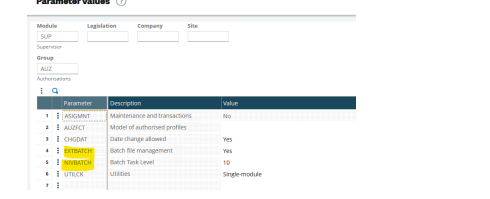 Parameter values ?
Module Legislation Company Site
SUP
Supervisor
Group
AUZ
Authorisations
Parameter Description Value
1 ASIGMNT Maintenance and transactions No
2 AUZFCT Model of authorised profiles
3 CHGDAT Date change allowed Yes
4 EXTBATCH Batch file management Yes
5 NIVBATCH Batch Task Level 10
6 UTILCK Utilities Single-module
7